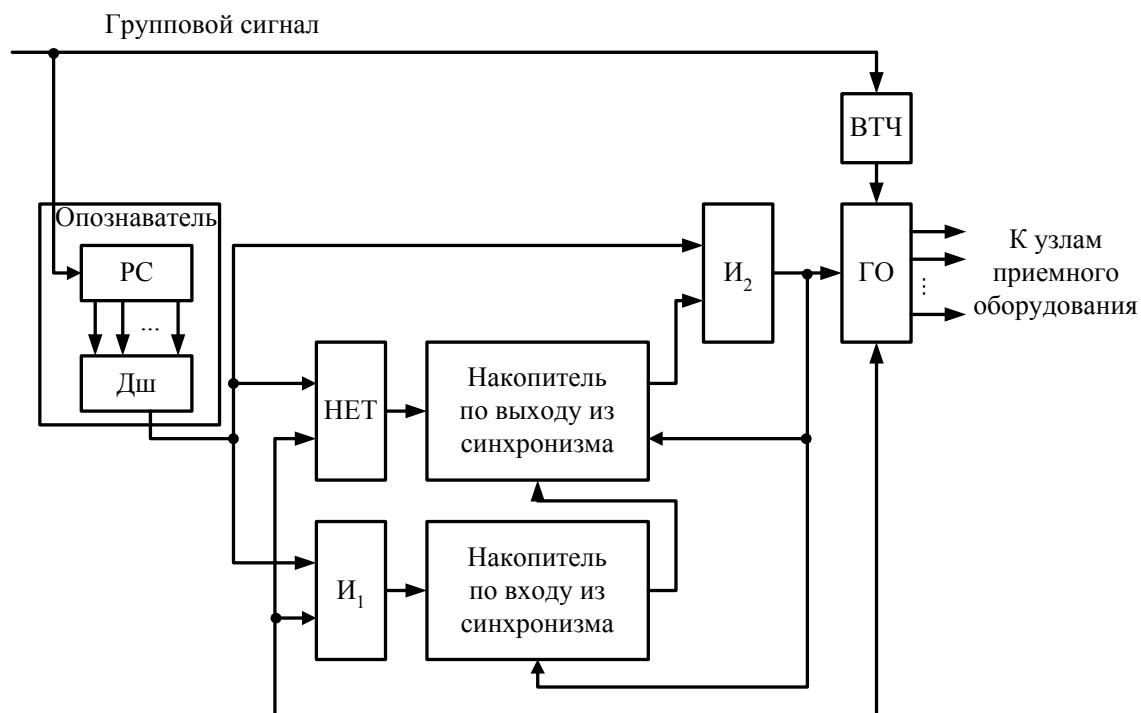 Групповой сигнал
ВТЧ
Опознаватель
РС
...
Дш
НЕТ
Накопитель
по выходу из
синхронизма
И2
ГО
...
К узлам
приемного
оборудования
И1
Накопитель
по входу из
синхронизма